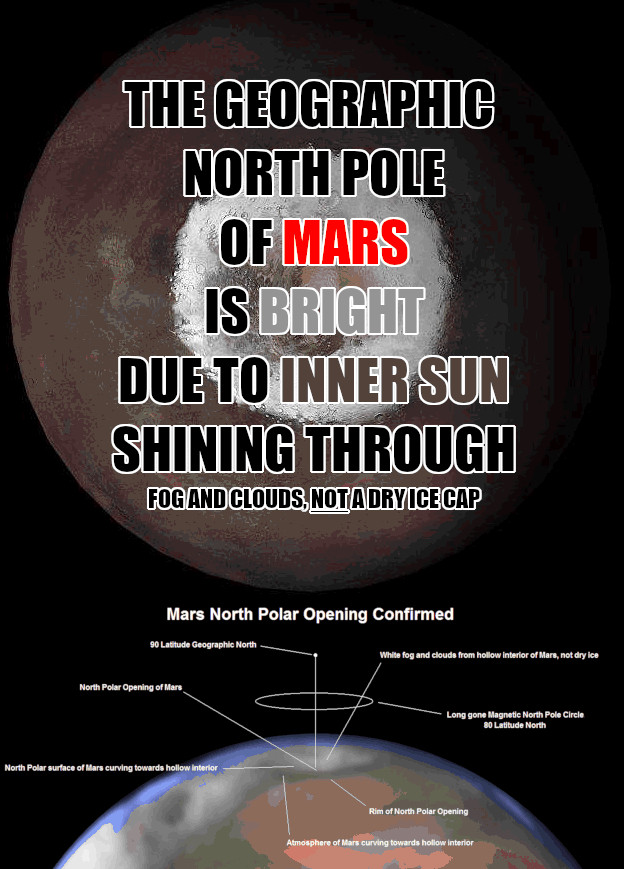 THE GEOGRAPHIC
NORTH POLE
OF MARS
IS BRIGHT
DUE TO INNER SUN
SHINING THROUGH
FOG AND CLOUDS, NOT A DRY ICE CAP
Mars North Polar Opening Confirmed
90 Latitude Geographic North
White fog and clouds from hollow interior of Mars, not dry ice
North Polar Opening of Mars
Long gone Magnetic North Pole Circle
80 Latitude North
North Polar surface of Mars curving towards hollow interior
Rim of North Polar Opening
Atmosphere of Mars curving towards hollow interior